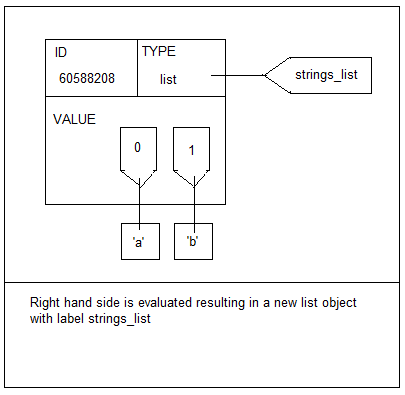 ID
TYPE
60588208
list
strings_list
VALUE
0
1
'a'
'b'
Right hand side is evaluated resulting in a new list object
with label strings_list